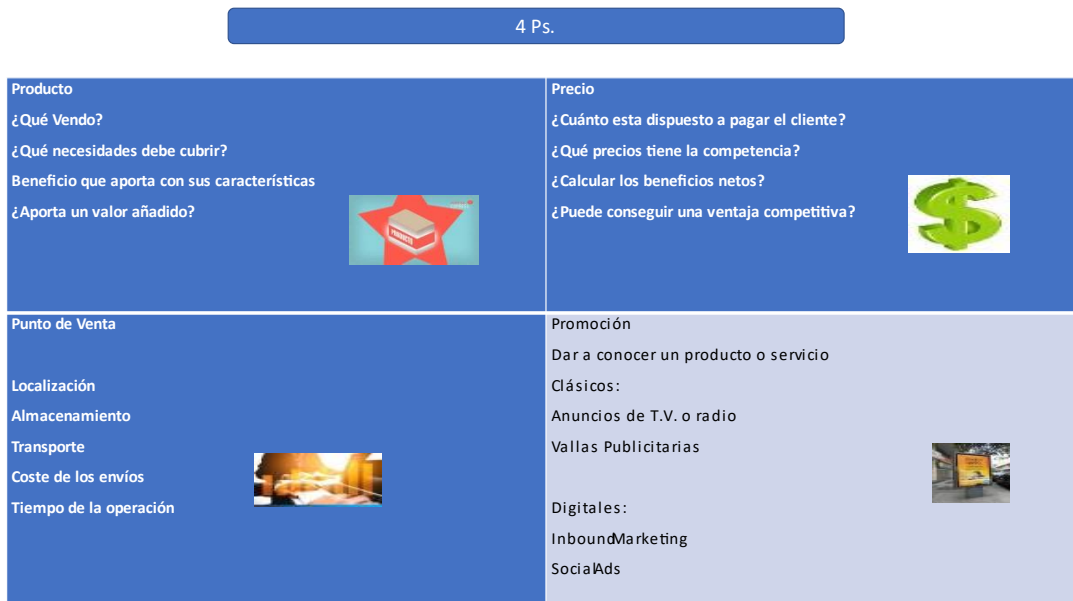 4 Ps.
Producto
¿Qué Vendo?
¿Qué necesidades debe cubrir?
Beneficio que aporta con sus características
¿Aporta un valor añadido?
PRODUCTO
Precio
¿Cuánto esta dispuesto a pagar el cliente?
¿Qué precios tiene la competencia?
¿Calcular los beneficios netos?
¿Puede conseguir una ventaja competitiva?
Punto de Venta
Localización
Almacenamiento
Transporte
Coste de los envíos
Tiempo de la operación
Promoción
Dar a conocer un producto o servicio
Clásicos:
Anuncios de T.V. o radio
Vallas Publicitarias
Digitales:
InboundMarketing
SocialAds